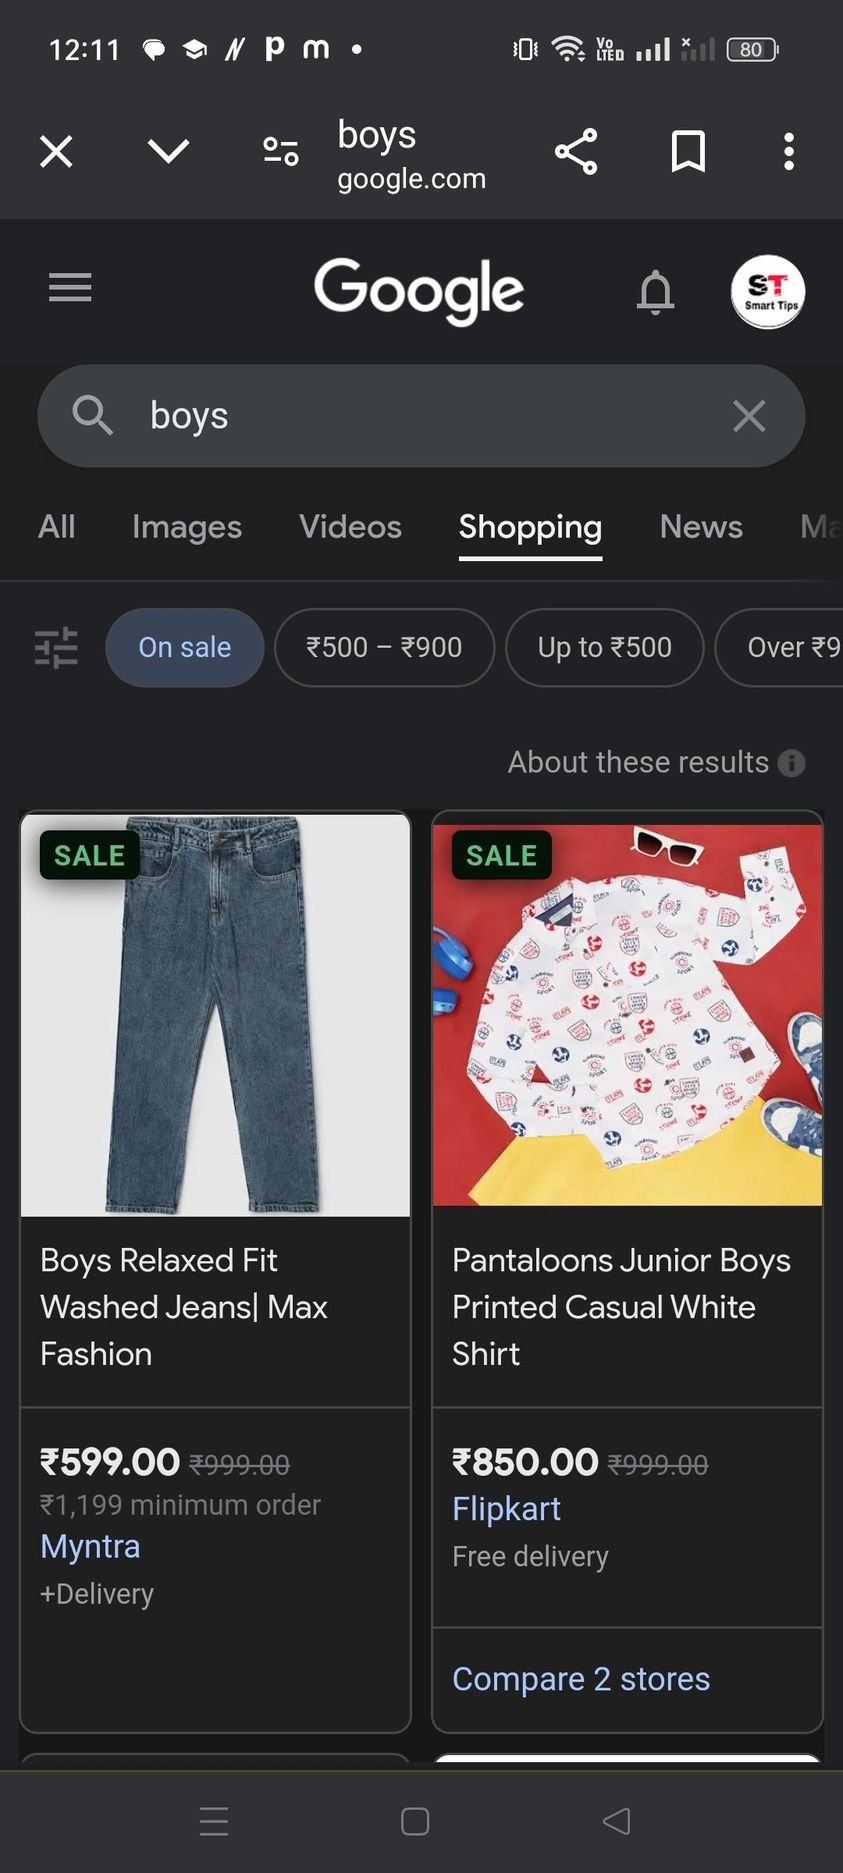 12:11
Vo
LTED
80
boys
google.com
Google
ST
Smart Tips
boys
All Images Videos Shopping News Ma
On sale ₹500 – ₹900 Up to ₹500 Over ₹9
About these results
SALE
SALE
Boys Relaxed Fit
Washed Jeans| Max
Fashion
Pantaloons Junior Boys
Printed Casual White
Shirt
₹599.00 ₹999.00
₹1,199 minimum order
Myntra
+Delivery
₹850.00 ₹999.00
Flipkart
Free delivery
Compare 2 stores